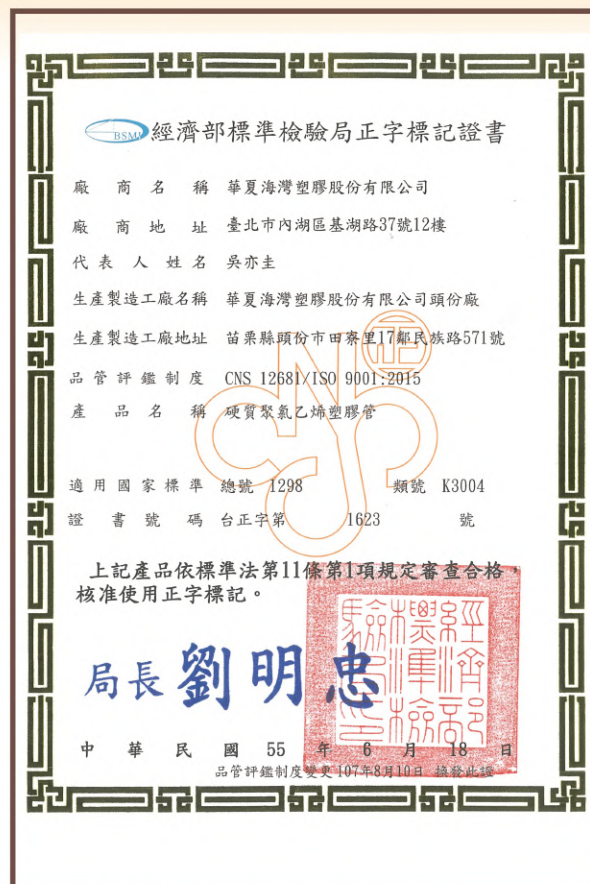 BSMI 經濟部標準檢驗局正字標記證書
廠商名稱 華夏海灣塑膠股份有限公司
廠商地址 臺北市內湖區基湖路37號12樓
代表人姓名 吳亦圭
生產製造工廠名稱 華夏海灣塑膠股份有限公司頭份廠
生產製造工廠地址 苗栗縣頭份市田寮里17鄰民族路571號
品管評鑑制度 CNS 12681/ISO 9001:2015
產品名稱 硬質聚氯乙烯塑膠管
適用國家標準 總號 1298 類號 K3004
證書號碼 台正字第 1623 號
上記產品依標準法第11條第1項規定審查合格，
核准使用正字標記。
經濟部標準檢驗局印
局長 劉明忠
中華民國 55 年 6 月 18 日
品管評鑑制度變更 107年8月10日 換發此證
正